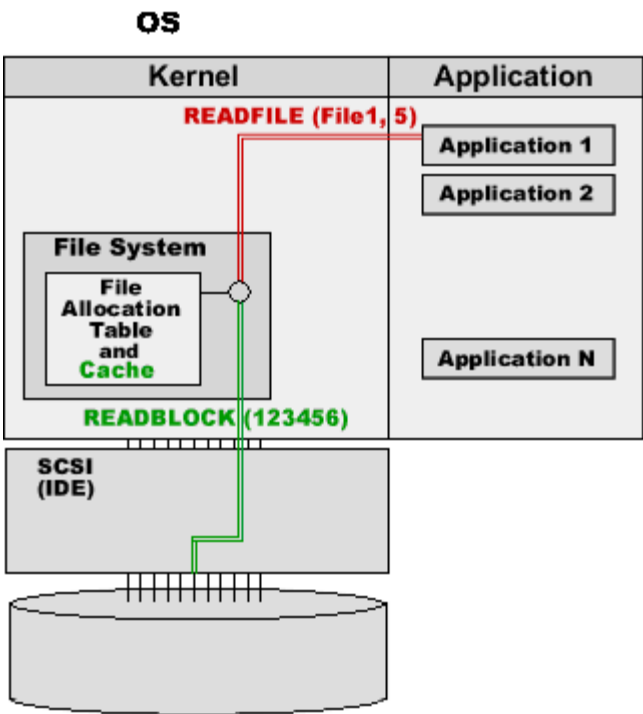 OS
Kernel
Application
READFILE (File1, 5)
Application 1
Application 2
File System
File
Allocation
Table
and
Cache
Application N
READBLOCK (123456)
SCSI
(IDE)